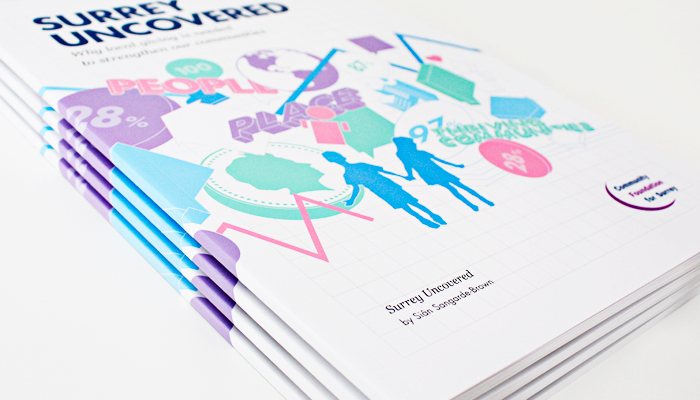 SURREY
UNCOVERED
Why local giving is needed
to strengthen our communities
100
PEOPLE
28%
PLACE
97
THRIVING
COMMUNITIES
28%
Community
Foundation
for Surrey
Surrey Uncovered
by Siân Sangarde-Brown